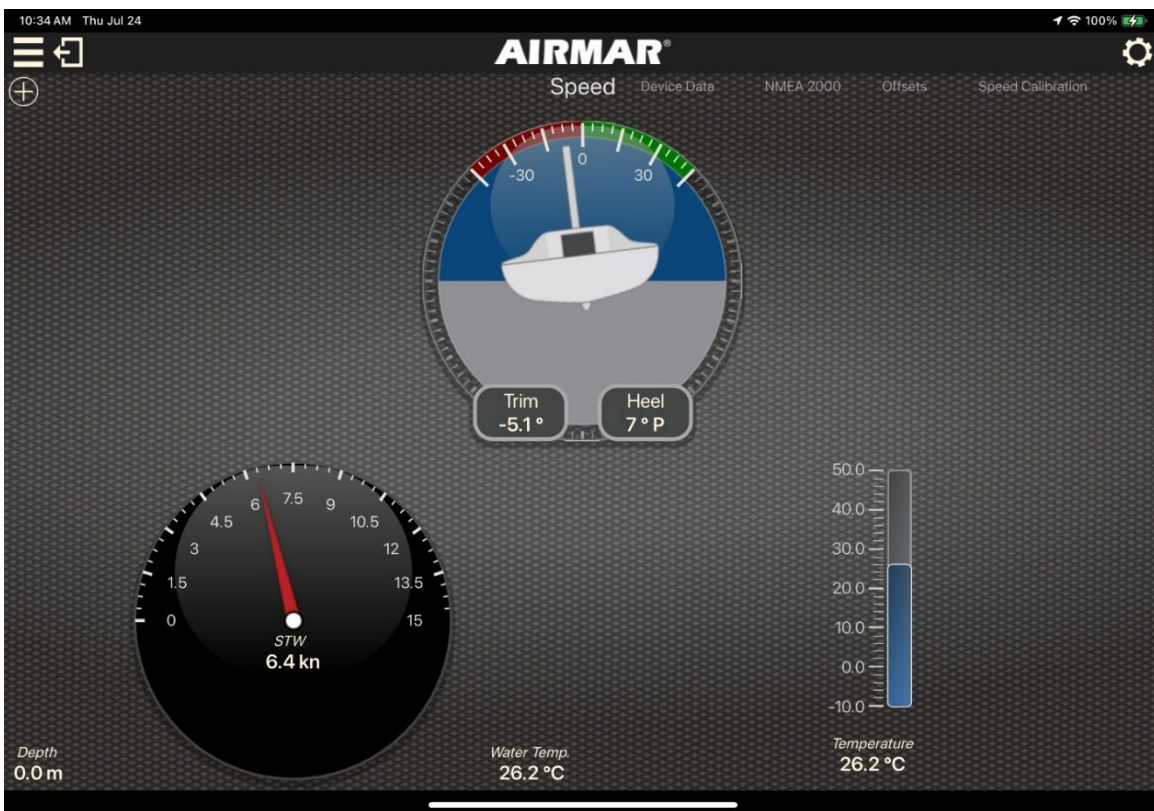 10:34 AM Thu Jul 24
100%
AIRMAR®
Speed Device Data NMEA 2000 Offsets Speed Calibration
-30 0 30
Trim
-5.1 °
Heel
7 ° P
0
1.5
3
4.5
6
7.5
9
10.5
12
13.5
15
STW
6.4 kn
50.0
40.0
30.0
20.0
10.0
0.0
-10.0
Depth
0.0 m
Water Temp.
26.2 °C
Temperature
26.2 °C